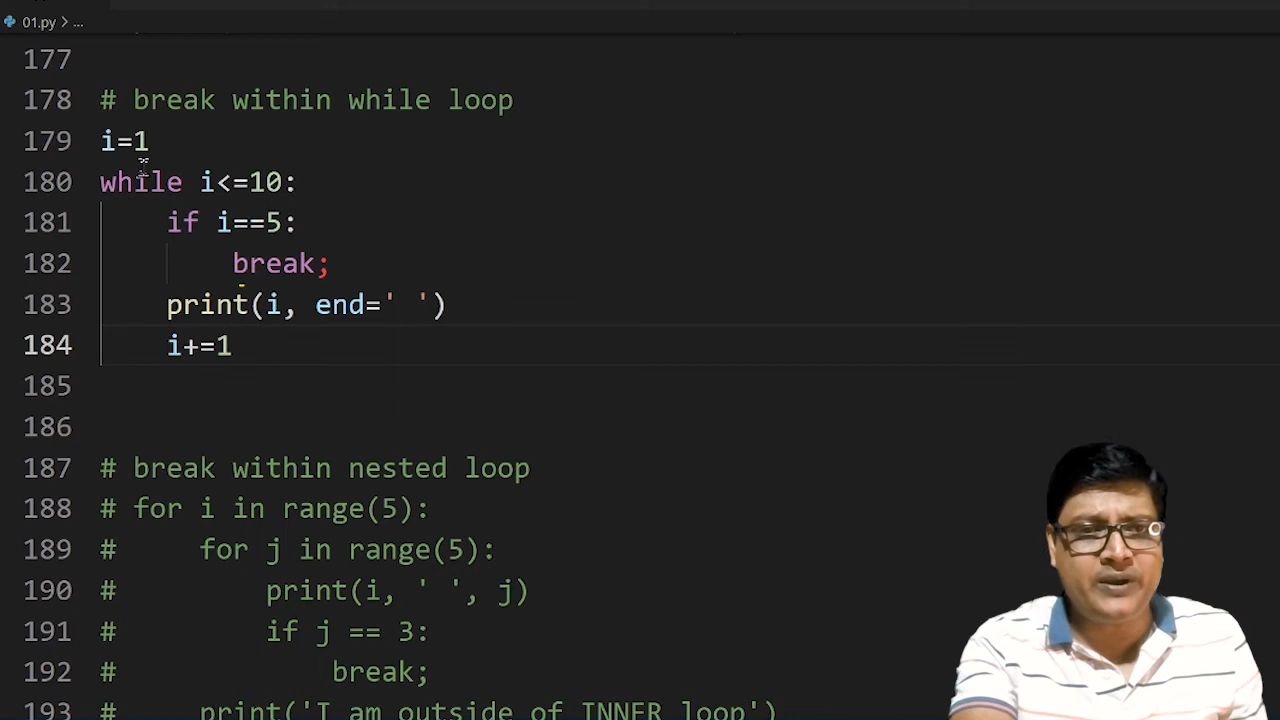 01.py > ...
177
178 # break within while loop
179 i=1
180 while i<=10:
181     if i==5:
182         break;
183     print(i, end=' ')
184     i+=1
185
186
187 # break within nested loop
188 # for i in range(5):
189 #     for j in range(5):
190 #         print(i, ' ', j)
191 #         if j == 3:
192 #             break;
193 #     print('I am outside of INNER loop')